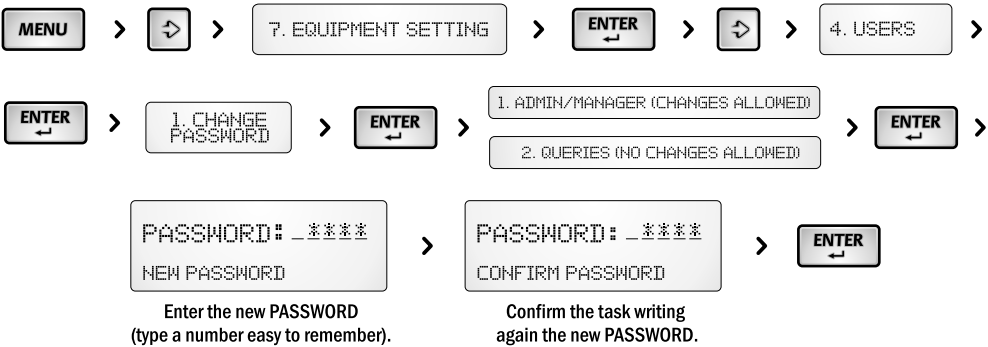 MENU
7. EQUIPMENT SETTING
ENTER
4. USERS
ENTER
1. CHANGE
PASSWORD
ENTER
1. ADMIN/MANAGER (CHANGES ALLOWED)
2. QUERIES (NO CHANGES ALLOWED)
ENTER
PASSWORD: _****
NEW PASSWORD
PASSWORD: _****
CONFIRM PASSWORD
ENTER
Enter the new PASSWORD
(type a number easy to remember).
Confirm the task writing
again the new PASSWORD.